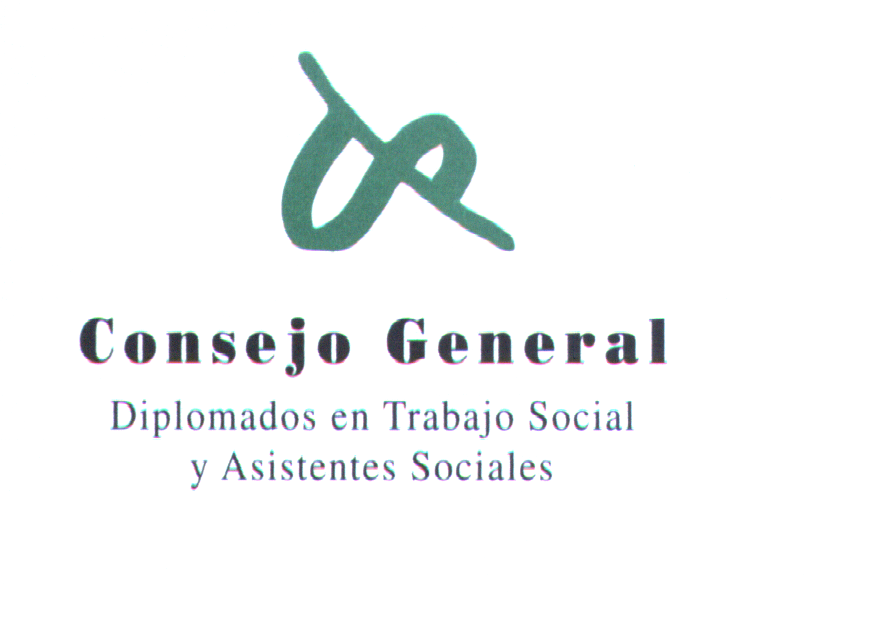 Consejo General
Diplomados en Trabajo Social
y Asistentes Sociales